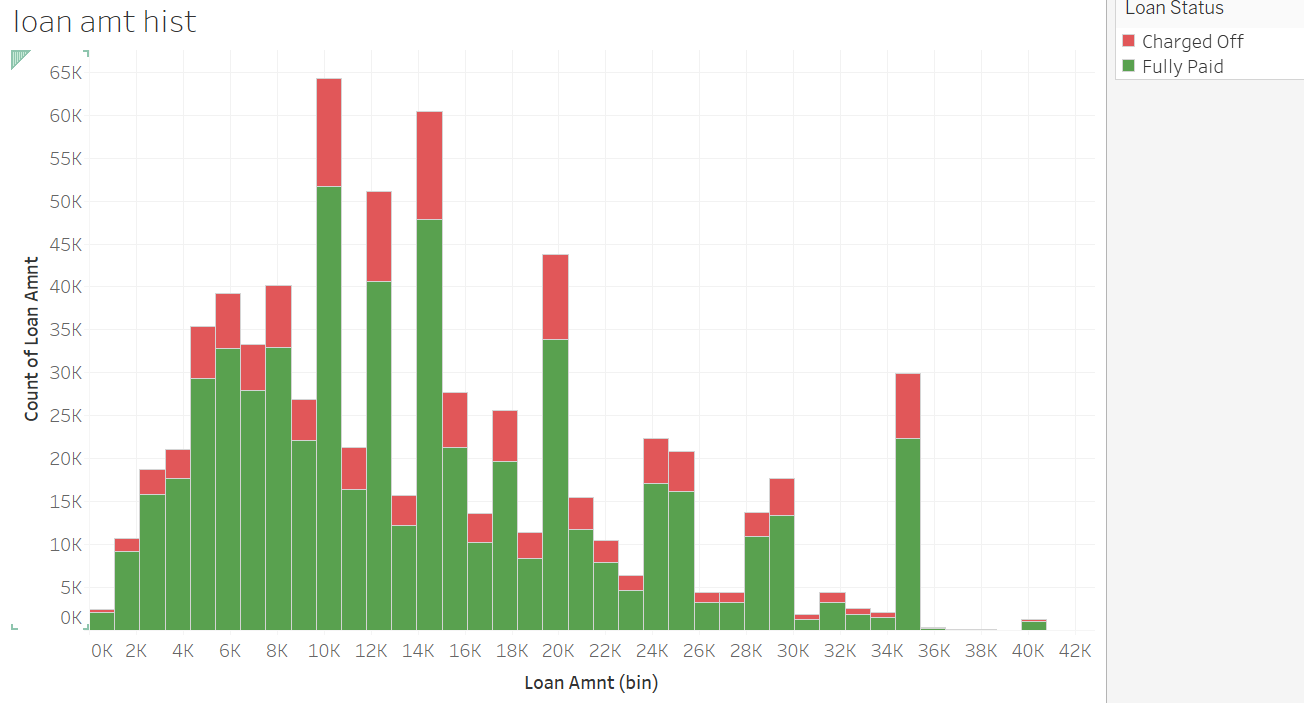 loan amt hist
Loan Status
Charged Off
Fully Paid
65K
60K
55K
50K
45K
40K
35K
30K
25K
20K
15K
10K
5K
0K
Count of Loan Amnt
0K 2K 4K 6K 8K 10K 12K 14K 16K 18K 20K 22K 24K 26K 28K 30K 32K 34K 36K 38K 40K 42K
Loan Amnt (bin)